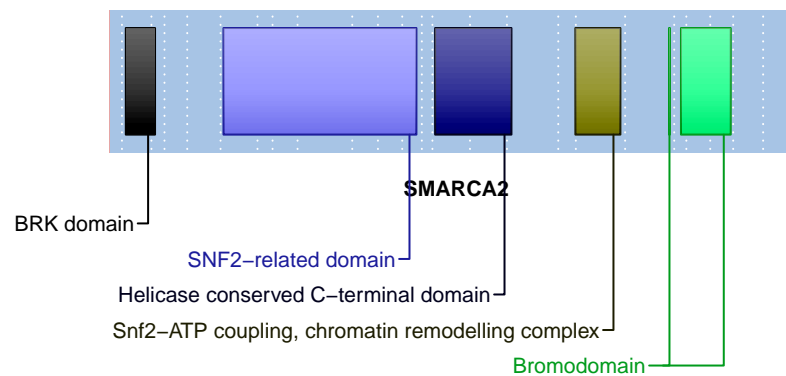 SMARCA2
BRK domain
SNF2−related domain
Helicase conserved C−terminal domain
Snf2−ATP coupling, chromatin remodelling complex
Bromodomain